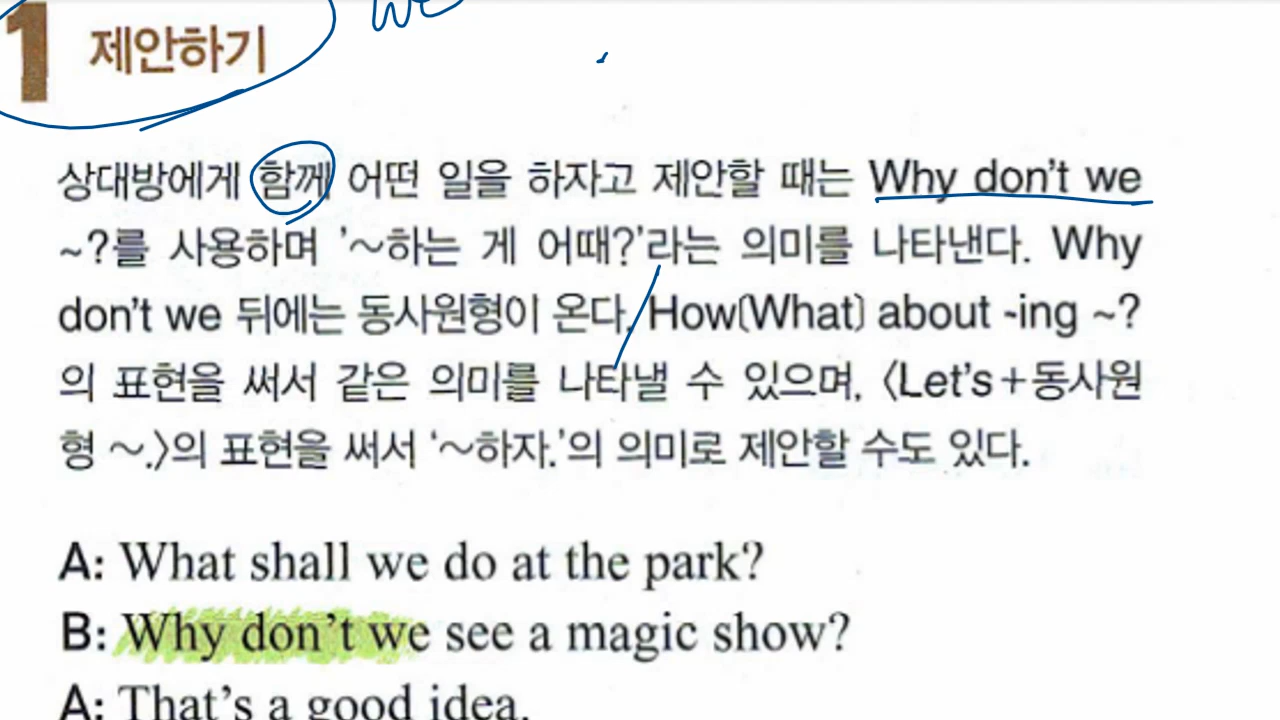 we
1 제안하기
상대방에게 함께 어떤 일을 하자고 제안할 때는 Why don't we
~?를 사용하며 '~하는 게 어때?'라는 의미를 나타낸다. Why
don't we 뒤에는 동사원형이 온다. How(What) about -ing ~?
의 표현을 써서 같은 의미를 나타낼 수 있으며, 〈Let's+동사원
형 ~.〉의 표현을 써서 '~하자.'의 의미로 제안할 수도 있다.
A: What shall we do at the park?
B: Why don't we see a magic show?
A: That's a good idea.